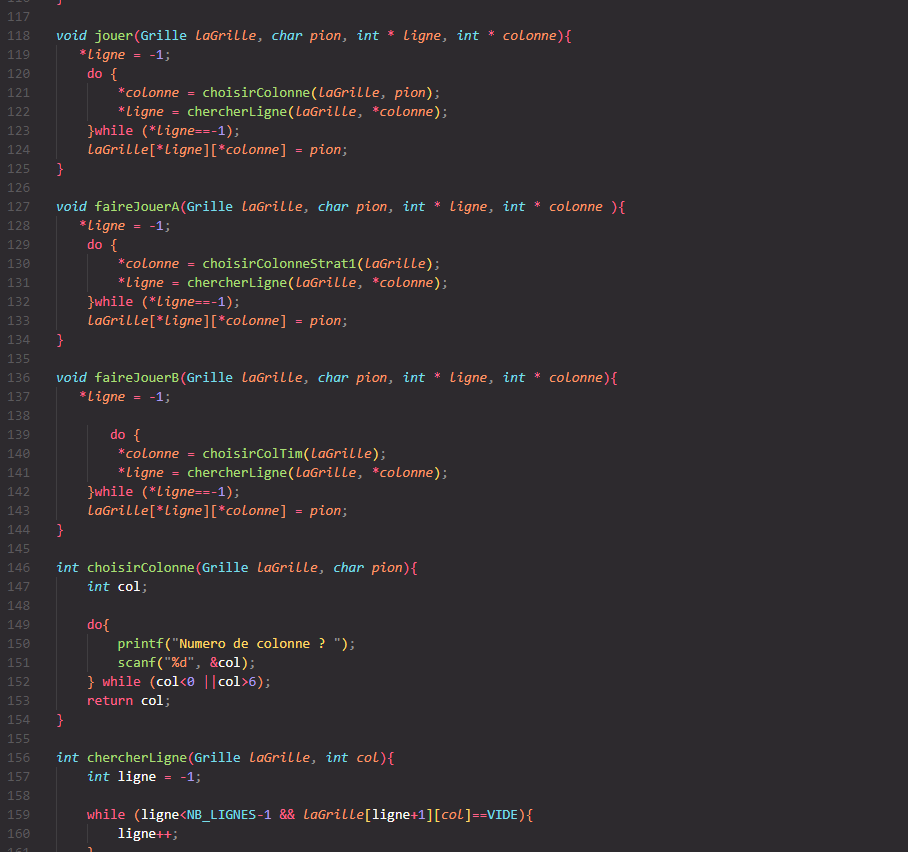 116 }
117
118 void jouer(Grille laGrille, char pion, int * ligne, int * colonne){
119 *ligne = -1;
120 do {
121 *colonne = choisirColonne(laGrille, pion);
122 *ligne = chercherLigne(laGrille, *colonne);
123 }while (*ligne==-1);
124 laGrille[*ligne][*colonne] = pion;
125 }
126
127 void faireJouerA(Grille laGrille, char pion, int * ligne, int * colonne ){
128 *ligne = -1;
129 do {
130 *colonne = choisirColonneStrat1(laGrille);
131 *ligne = chercherLigne(laGrille, *colonne);
132 }while (*ligne==-1);
133 laGrille[*ligne][*colonne] = pion;
134 }
135
136 void faireJouerB(Grille laGrille, char pion, int * ligne, int * colonne){
137 *ligne = -1;
138
139 do {
140 *colonne = choisirColTim(laGrille);
141 *ligne = chercherLigne(laGrille, *colonne);
142 }while (*ligne==-1);
143 laGrille[*ligne][*colonne] = pion;
144 }
145
146 int choisirColonne(Grille laGrille, char pion){
147 int col;
148
149 do{
150 printf("Numero de colonne ? ");
151 scanf("%d", &col);
152 } while (col<0 ||col>6);
153 return col;
154 }
155
156 int chercherLigne(Grille laGrille, int col){
157 int ligne = -1;
158
159 while (ligne<NB_LIGNES-1 && laGrille[ligne+1][col]==VIDE){
160 ligne++;
161 }